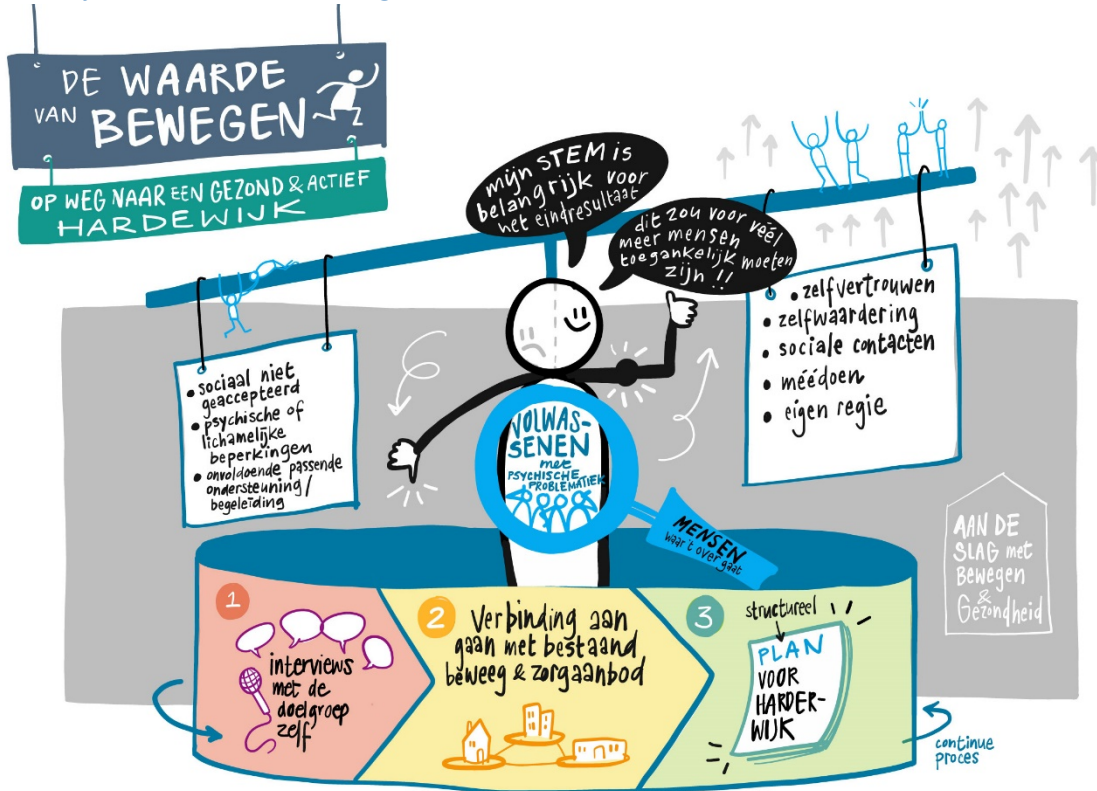 DE WAARDE
VAN BEWEGEN
OP WEG NAAR EEN GEZOND & ACTIEF
HARDEWIJK
mijn STEM is
belangrijk voor
het eindresultaat
dit zou voor véél
meer mensen
toegankelijk moeten
zijn !!
• sociaal niet
geaccepteerd
• psychische of
lichamelijke
beperkingen
• onvoldoende passende
ondersteuning/
begeleiding
• zelfvertrouwen
• zelfwaardering
• sociale contacten
• méédoen
• eigen regie
VOLWAS-
SENEN
met
PSYCHISCHE
PROBLEMATIEK
MENSEN
waar 't over gaat
AAN DE
SLAG met
Bewegen
&
Gezondheid
1
interviews
met de
doelgroep
zelf
2
Verbinding aan
gaan met bestaand
beweeg & zorgaanbod
3
structureel
PLAN
VOOR
HARDER-
WIJK
continue
proces